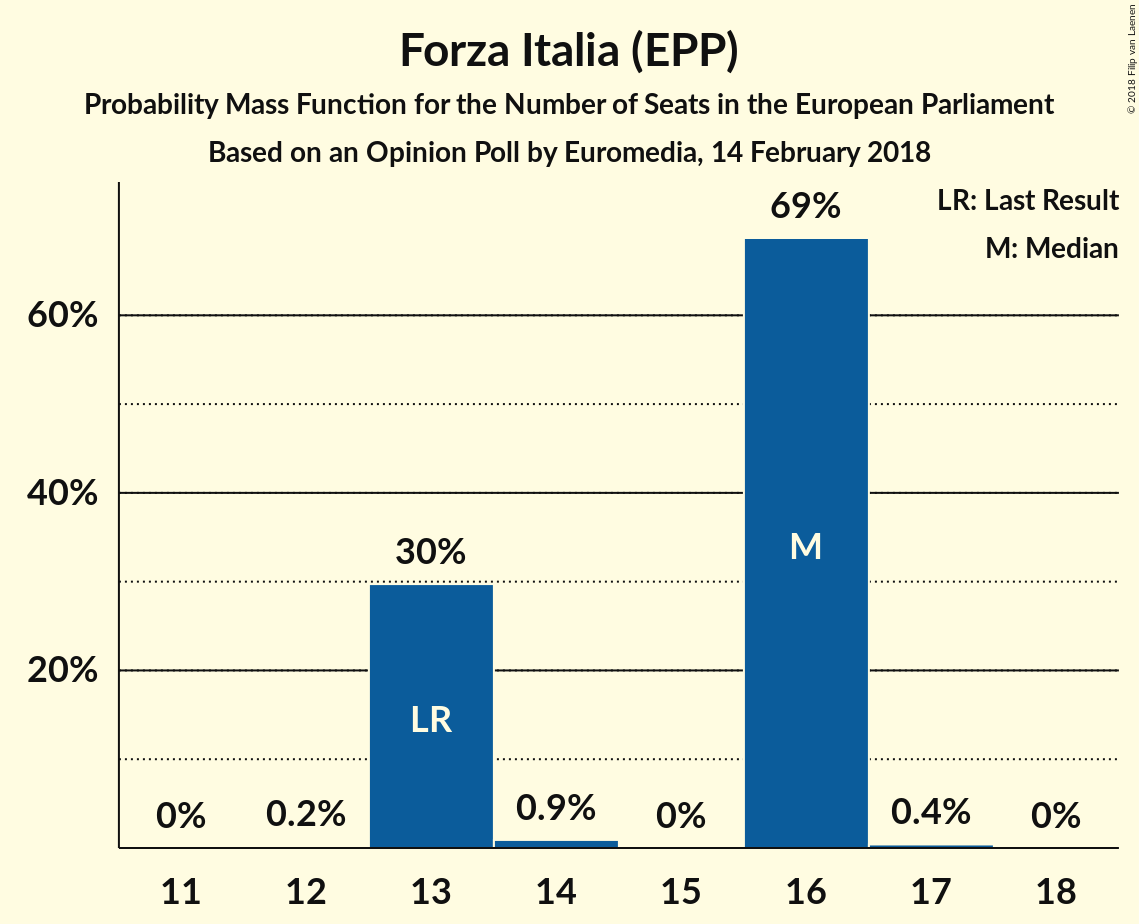 Forza Italia (EPP)
Probability Mass Function for the Number of Seats in the European Parliament
Based on an Opinion Poll by Euromedia, 14 February 2018
© 2018 Filip van Laenen
LR: Last Result
M: Median
60%
40%
20%
0%
0.2%
30%
0.9%
0%
69%
0.4%
0%
LR
M
11
12
13
14
15
16
17
18